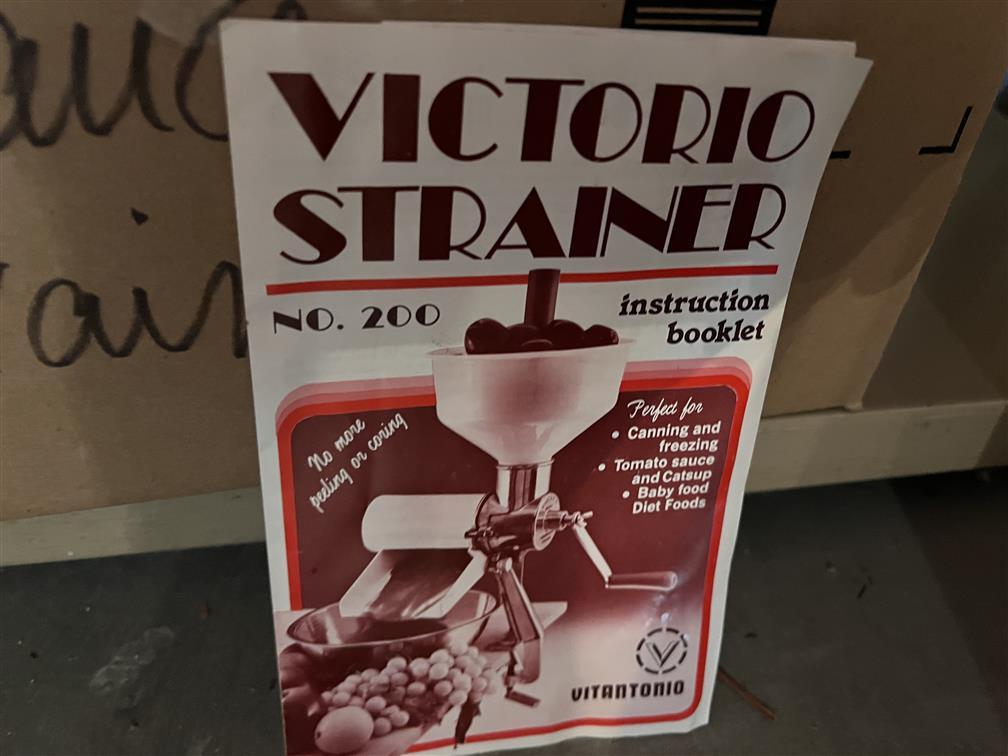 VICTORIO
STRAINER
NO. 200
instruction
booklet
No more
peeling or coring
Perfect for
• Canning and
freezing
• Tomato sauce
and Catsup
• Baby food
Diet Foods
V
VITANTONIO